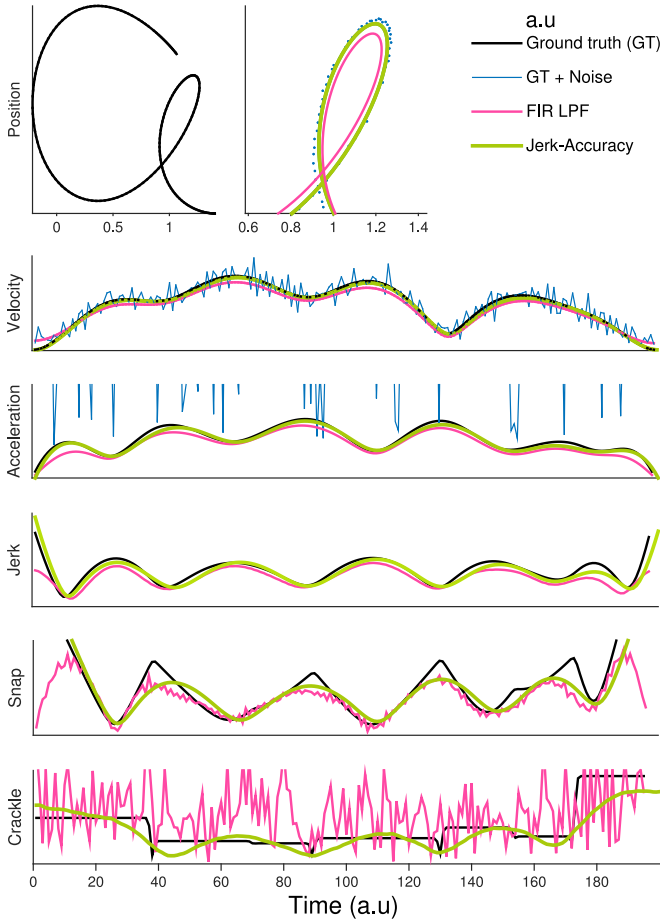 a.u
Ground truth (GT)
GT + Noise
FIR LPF
Jerk-Accuracy
Position
0 0.5 1
0.6 0.8 1 1.2 1.4
Velocity
Acceleration
Jerk
Snap
Crackle
0 20 40 60 80 100 120 140 160 180
Time (a.u)